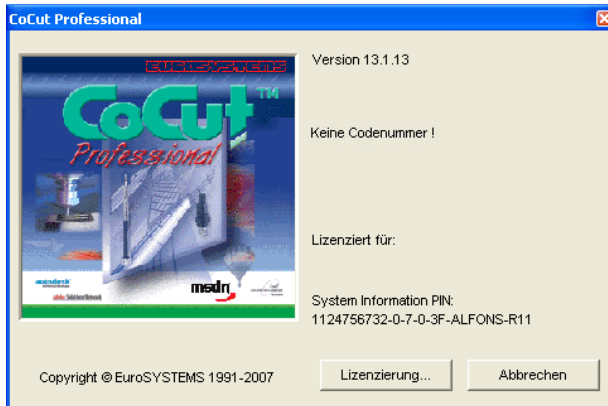 CoCut Professional
EUROSYSTEMS
CoCut™
Professional
autodesk
msdn
Version 13.1.13
Keine Codenummer !
Lizenziert für:
System Information PIN:
1124756732-0-7-0-3F-ALFONS-R11
Copyright © EuroSYSTEMS 1991-2007
Lizenzierung...
Abbrechen